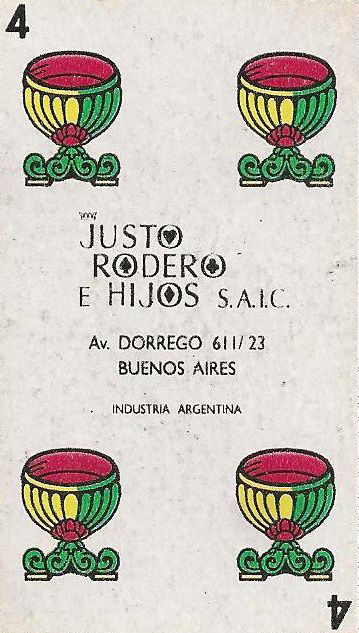 4
JUSTO
RODERO
E HIJOS S.A.I.C.
Av. DORREGO 611/23
BUENOS AIRES
INDUSTRIA ARGENTINA
4